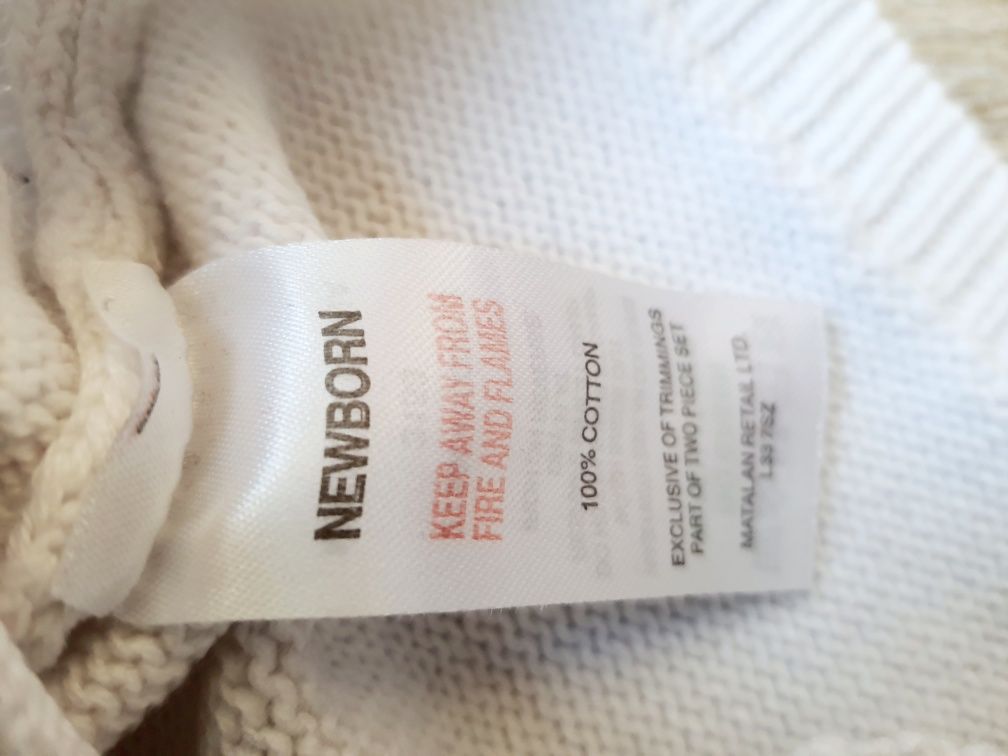 NEWBORN
KEEP AWAY FROM
FIRE AND FLAMES
100% COTTON
EXCLUSIVE OF TRIMMINGS
PART OF TWO PIECE SET
MATALAN RETAIL LTD.
L33 7SZ